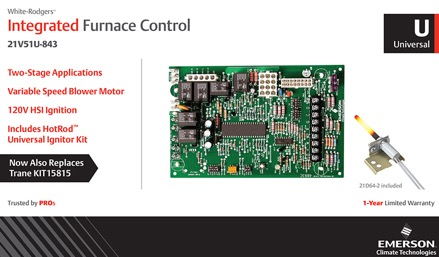 White-Rodgers™
Integrated Furnace Control
21V51U-843
U
Universal
Two-Stage Applications
Variable Speed Blower Motor
120V HSI Ignition
Includes HotRod™
Universal Ignitor Kit
Now Also Replaces
Trane KIT15815
21D64-2 included
Trusted by PROs
1-Year Limited Warranty
EMERSON
Climate Technologies